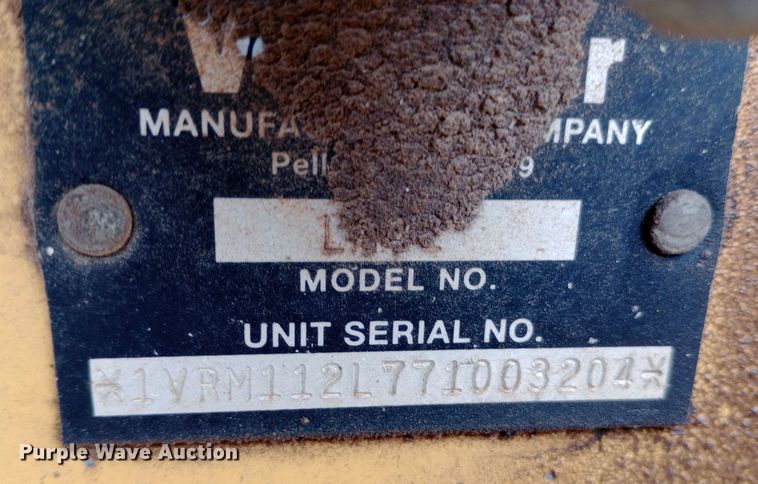 MANUFA MPANY
Pell 9
MODEL NO.
UNIT SERIAL NO.
*1VRM112L771003204*
Purple Wave Auction